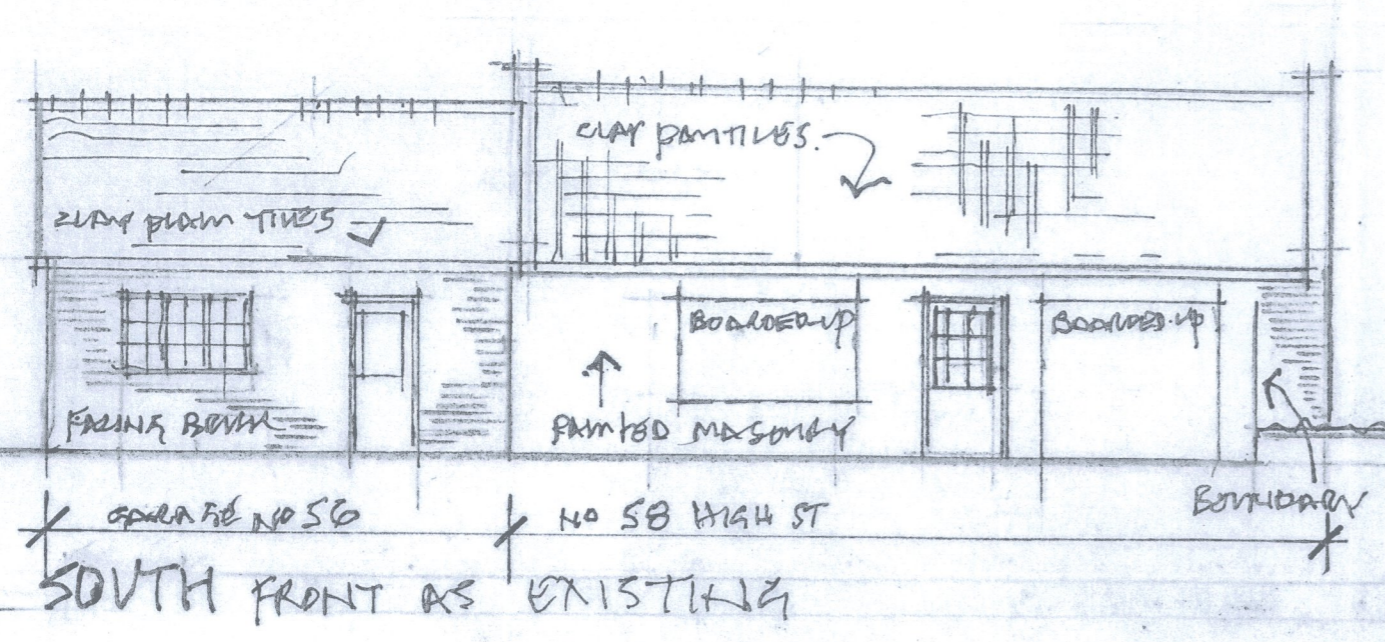 CLAY PANTILES.
CLAY PLAIN TILES
BOARDED-UP
BOARDED-UP
FACING BRICK
PAINTED MASONRY
BOUNDARY
GARAGE NO 56
NO 58 HIGH ST
SOUTH FRONT AS EXISTING